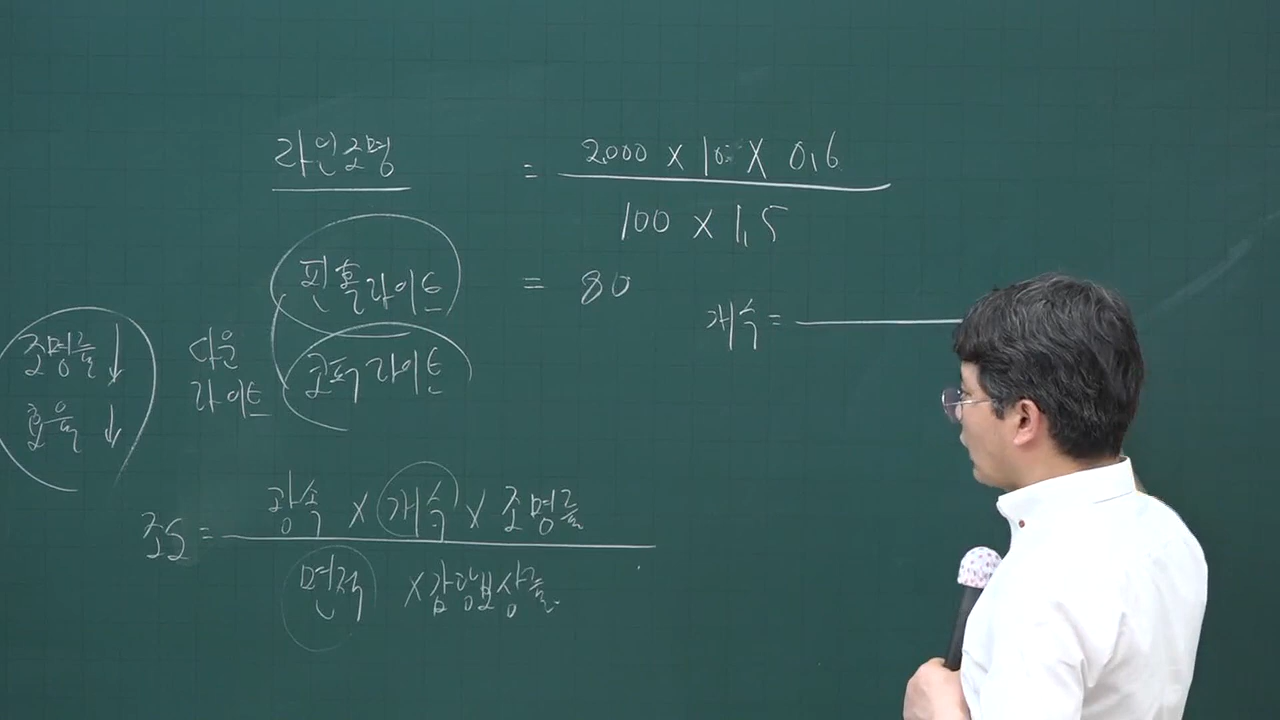 라인조명
= 2,000 × 10 × 0.6
100 × 1.5
핀홀라이트
= 80
개수 =
조명률 ↓
효율 ↓
다운
라이트
코퍽라이트
조도 = 광속 × 개수 × 조명률
면적 × 감광보상률